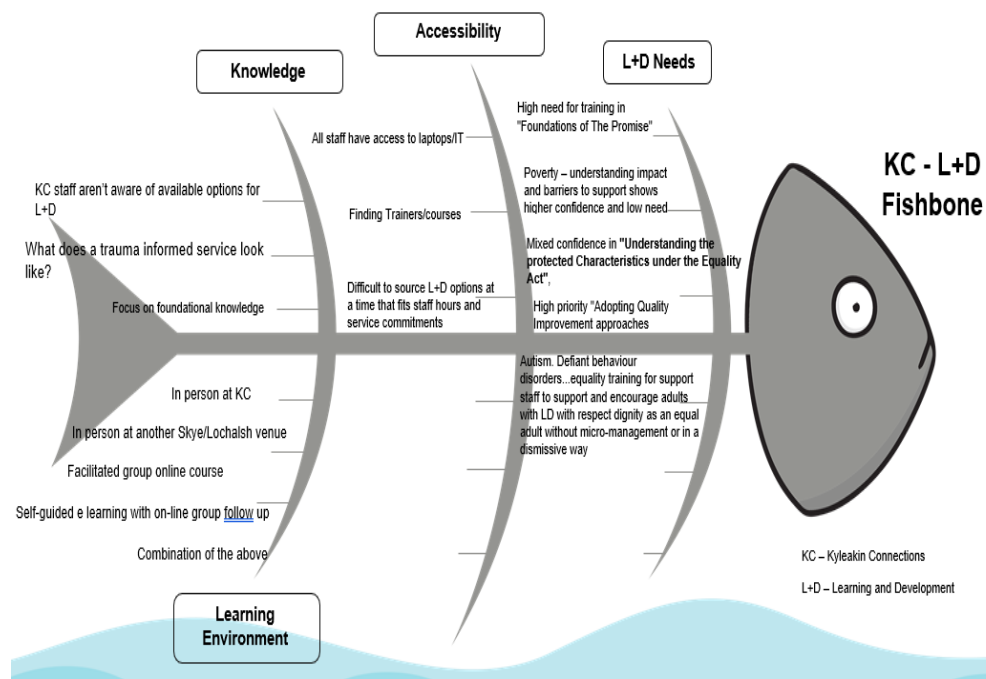 Accessibility
Knowledge
L+D Needs
KC - L+D
Fishbone
KC staff aren't aware of available options for
L+D
What does a trauma informed service look
like?
Focus on foundational knowledge
All staff have access to laptops/IT
Finding Trainers/courses
Difficult to source L+D options at
a time that fits staff hours and
service commitments
High need for training in
"Foundations of The Promise"
Poverty – understanding impact
and barriers to support shows
higher confidence and low need
Mixed confidence in "Understanding the
protected Characteristics under the Equality
Act",
High priority "Adopting Quality
Improvement approaches
In person at KC
In person at another Skye/Lochalsh venue
Facilitated group online course
Self-guided e learning with on-line group follow up
Combination of the above
Learning
Environment
Autism. Defiant behaviour
disorders...equality training for support
staff to support and encourage adults
with LD with respect dignity as an equal
adult without micro-management or in a
dismissive way
KC – Kyleakin Connections
L+D – Learning and Development